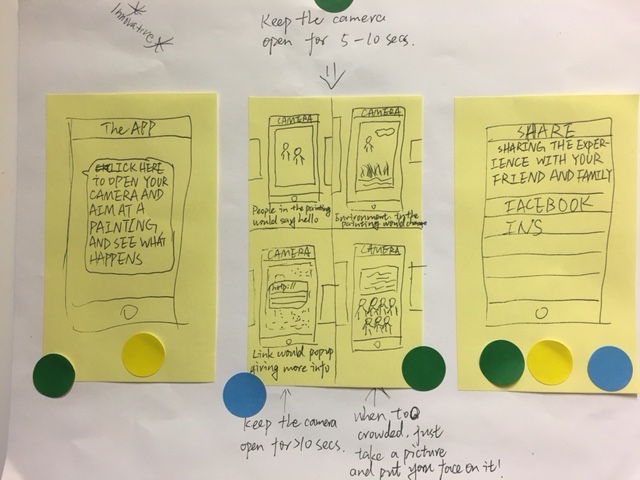 Innovative
Keep the camera
open for 5-10 secs.
The APP
CLICK HERE
TO OPEN YOUR
CAMERA AND
AIM AT A
PAINTING
AND SEE WHAT
HAPPENS
CAMERA
People in the painting
would say hello
CAMERA
Environment in the
painting would change
CAMERA
http://
Link would popup
giving more info
CAMERA
SHARE
SHARING THE EXPER-
IENCE WITH YOUR
FRIEND AND FAMILY
FACEBOOK
INS
keep the camera
open for >10 secs.
when too
crowded. Just
take a picture
and put your face on it!